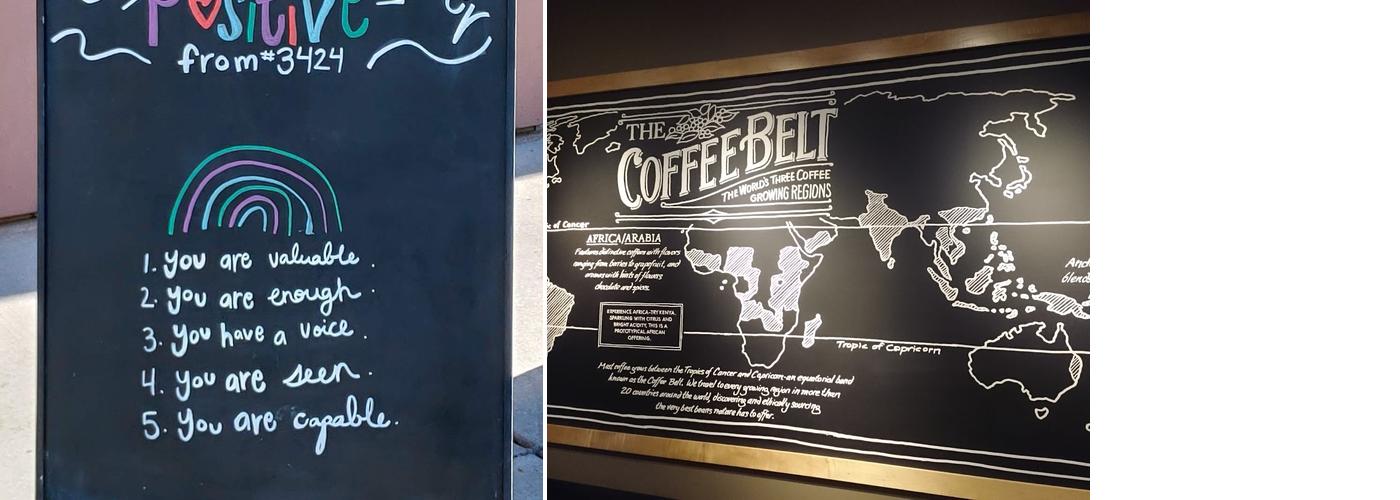 positive
from #3424
1. you are valuable.
2. you are enough.
3. you have a voice.
4. you are seen.
5. you are capable.
THE
COFFEE BELT
THE WORLD'S THREE COFFEE
GROWING REGIONS
of Cancer
AFRICA/ARABIA
Features distinctive coffees with flavors
ranging from berries to grapefruit, and
aromas with hints of flowers
chocolate and spices.
EXPERIENCE AFRICA-TRY KENYA,
SPARKLING WITH CITRUS AND
BRIGHT ACIDITY, THIS IS A
PROTOTYPICAL AFRICAN
OFFERING.
Tropic of Capricorn
Most coffee grows between the Tropics of Cancer and Capricorn-an equatorial band
known as the Coffee Belt. We travel to every growing region in more than
20 countries around the world, discovering and ethically sourcing
the very best beans nature has to offer.